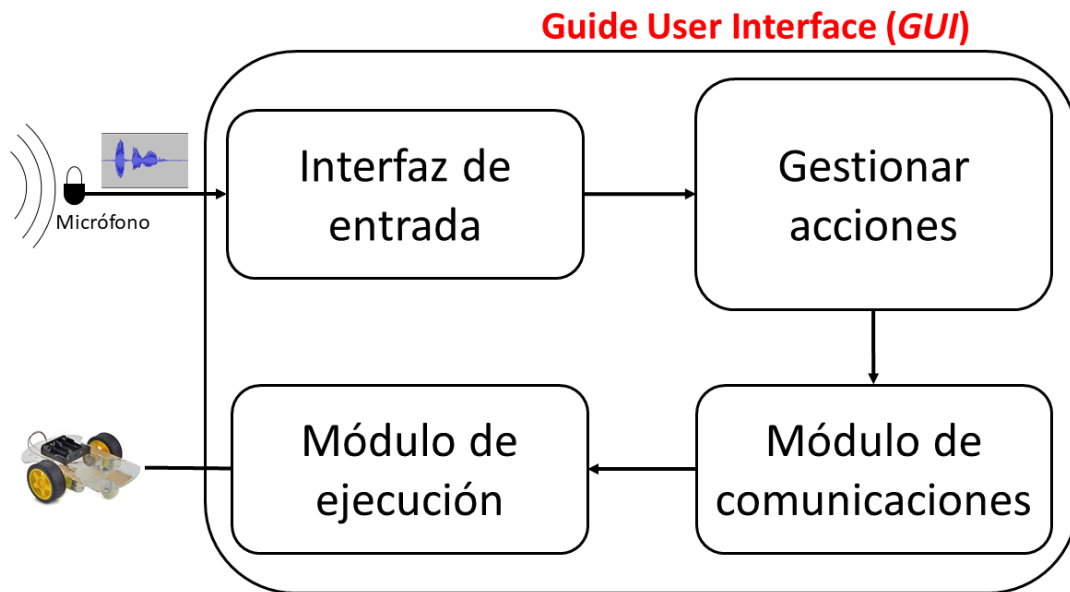 Guide User Interface (GUI)
Micrófono
Interfaz de
entrada
Gestionar
acciones
Módulo de
ejecución
Módulo de
comunicaciones